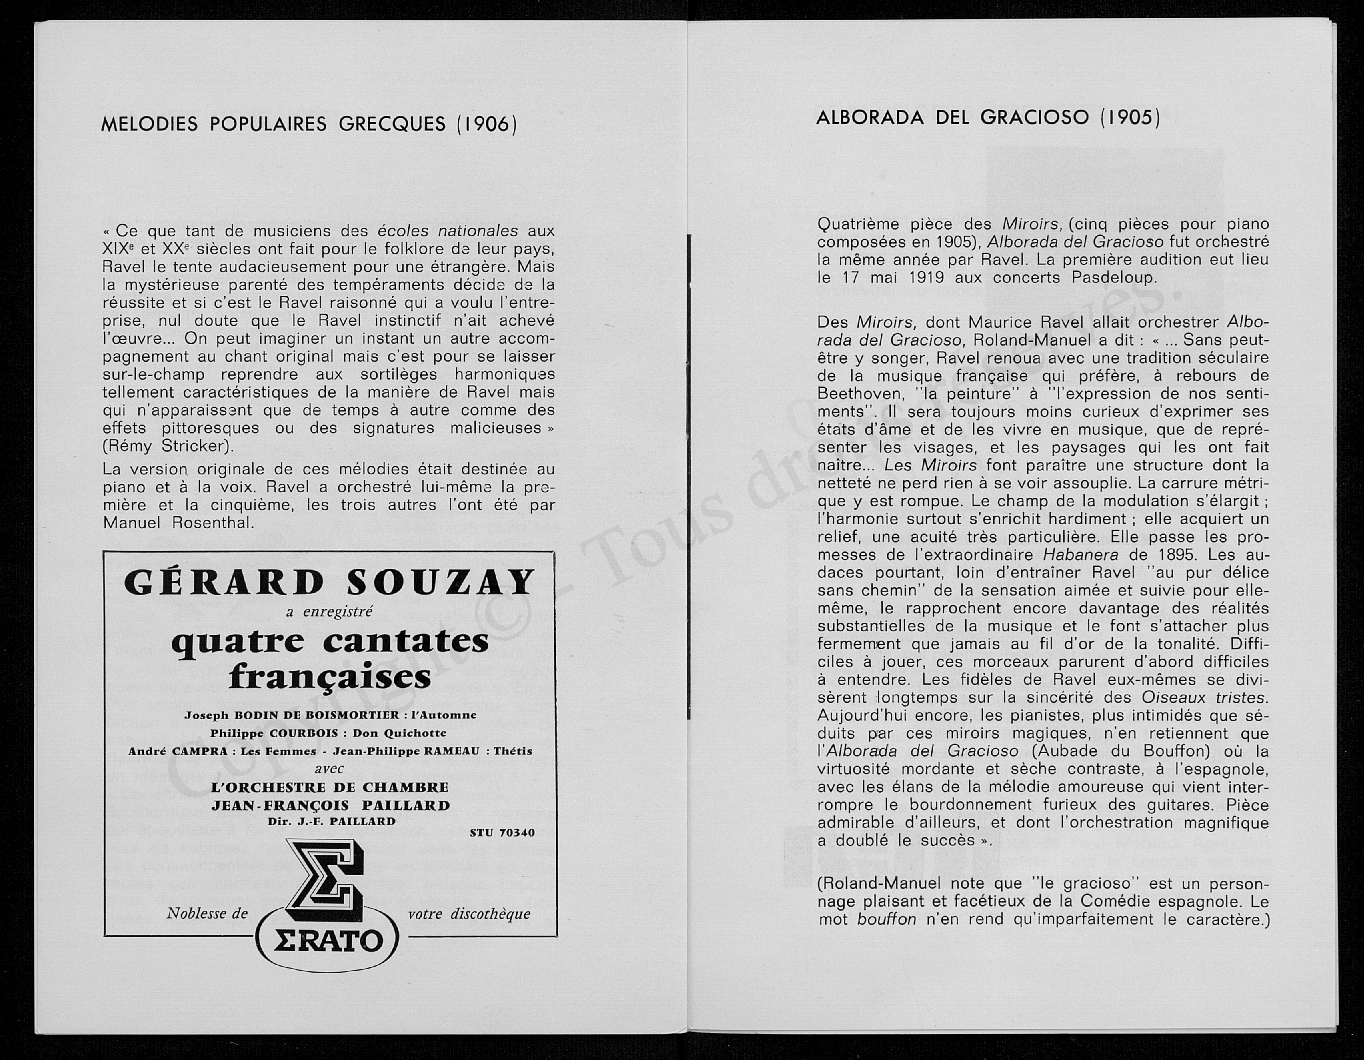 MELODIES POPULAIRES GRECQUES (1906)
« Ce que tant de musiciens des écoles nationales aux
XIXe et XXe siècles ont fait pour le folklore de leur pays,
Ravel le tente audacieusement pour une étrangère. Mais
la mystérieuse parenté des tempéraments décide de la
réussite et si c'est le Ravel raisonné qui a voulu l'entre-
prise, nul doute que le Ravel instinctif n'ait achevé
l'œuvre... On peut imaginer un instant un autre accom-
pagnement au chant original mais c'est pour se laisser
sur-le-champ reprendre aux sortilèges harmoniques
tellement caractéristiques de la manière de Ravel mais
qui n'apparaissent que de temps à autre comme des
effets pittoresques ou des signatures malicieuses »
(Rémy Stricker).
La version originale de ces mélodies était destinée au
piano et à la voix. Ravel a orchestré lui-même la pre-
mière et la cinquième, les trois autres l'ont été par
Manuel Rosenthal.
GÉRARD SOUZAY
a enregistré
quatre cantates
françaises
Joseph BODIN DE BOISMORTIER : l'Automne
Philippe COURBOIS : Don Quichotte
André CAMPRA : Les Femmes - Jean-Philippe RAMEAU : Thétis
avec
L'ORCHESTRE DE CHAMBRE
JEAN-FRANÇOIS PAILLARD
Dir. J.-F. PAILLARD
STU 70340
Noblesse de votre discothèque
ΣRATO
ALBORADA DEL GRACIOSO (1905)
Quatrième pièce des Miroirs, (cinq pièces pour piano
composées en 1905), Alborada del Gracioso fut orchestré
la même année par Ravel. La première audition eut lieu
le 17 mai 1919 aux concerts Pasdeloup.
Des Miroirs, dont Maurice Ravel allait orchestrer Albo-
rada del Gracioso, Roland-Manuel a dit : « ... Sans peut-
être y songer, Ravel renoua avec une tradition séculaire
de la musique française qui préfère, à rebours de
Beethoven, "la peinture" à "l'expression de nos senti-
ments". Il sera toujours moins curieux d'exprimer ses
états d'âme et de les vivre en musique, que de repré-
senter les visages, et les paysages qui les ont fait
naître... Les Miroirs font paraître une structure dont la
netteté ne perd rien à se voir assouplie. La carrure métri-
que y est rompue. Le champ de la modulation s'élargit ;
l'harmonie surtout s'enrichit hardiment ; elle acquiert un
relief, une acuité très particulière. Elle passe les pro-
messes de l'extraordinaire Habanera de 1895. Les au-
daces pourtant, loin d'entraîner Ravel "au pur délice
sans chemin" de la sensation aimée et suivie pour elle-
même, le rapprochent encore davantage des réalités
substantielles de la musique et le font s'attacher plus
fermement que jamais au fil d'or de la tonalité. Diffi-
ciles à jouer, ces morceaux parurent d'abord difficiles
à entendre. Les fidèles de Ravel eux-mêmes se divi-
sèrent longtemps sur la sincérité des Oiseaux tristes.
Aujourd'hui encore, les pianistes, plus intimidés que sé-
duits par ces miroirs magiques, n'en retiennent que
l'Alborada del Gracioso (Aubade du Bouffon) où la
virtuosité mordante et sèche contraste, à l'espagnole,
avec les élans de la mélodie amoureuse qui vient inter-
rompre le bourdonnement furieux des guitares. Pièce
admirable d'ailleurs, et dont l'orchestration magnifique
a doublé le succès ».
(Roland-Manuel note que "le gracioso" est un person-
nage plaisant et facétieux de la Comédie espagnole. Le
mot bouffon n'en rend qu'imparfaitement le caractère.)
Copyright © - Tous droits réservés.